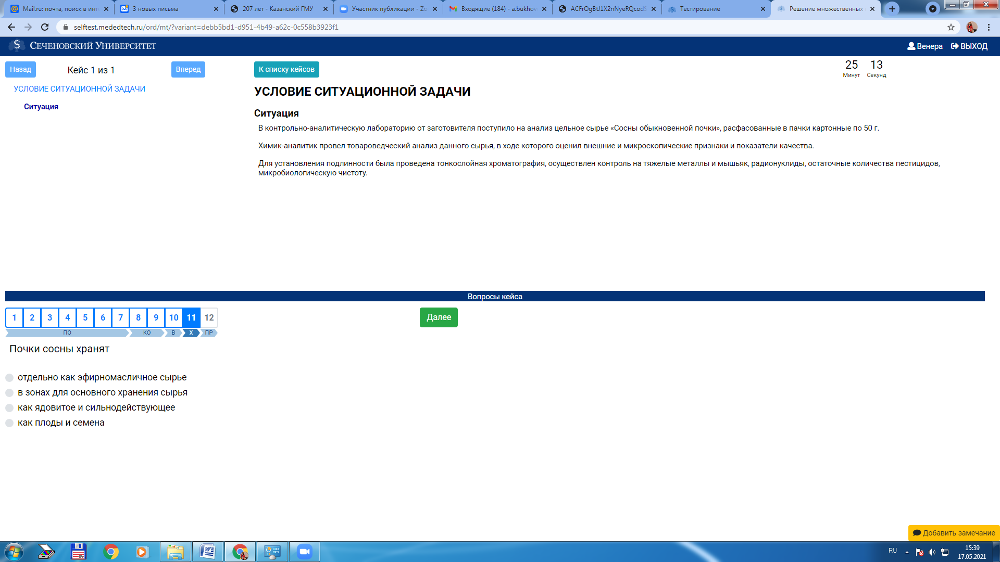 Mail.ru: почта, поиск в инт
3 новых письма
207 лет - Казанский ГМУ
Участник публикации - Zo
Входящие (184) - a.bukhov
ACFrOgBtJ1X2nNyeRQcodS
Тестирование
Решение множественных
selftest.mededtech.ru/ord/mt/?variant=debb5bd1-d951-4b49-a62c-0c558b3923f1
Сеченовский Университет
Венера
ВЫХОД
Назад
Кейс 1 из 1
Вперед
К списку кейсов
25 13
Минут Секунд
УСЛОВИЕ СИТУАЦИОННОЙ ЗАДАЧИ
Ситуация
УСЛОВИЕ СИТУАЦИОННОЙ ЗАДАЧИ
Ситуация
В контрольно-аналитическую лабораторию от заготовителя поступило на анализ цельное сырье «Сосны обыкновенной почки», расфасованные в пачки картонные по 50 г.
Химик-аналитик провел товароведческий анализ данного сырья, в ходе которого оценил внешние и микроскопические признаки и показатели качества.
Для установления подлинности была проведена тонкослойная хроматография, осуществлен контроль на тяжелые металлы и мышьяк, радионуклиды, остаточные количества пестицидов,
микробиологическую чистоту.
Вопросы кейса
1 2 3 4 5 6 7 8 9 10 11 12
Далее
ПО КО В Х ПР
Почки сосны хранят
отдельно как эфирномасличное сырье
в зонах для основного хранения сырья
как ядовитое и сильнодействующее
как плоды и семена
Добавить замечание
RU
15:39
17.05.2021